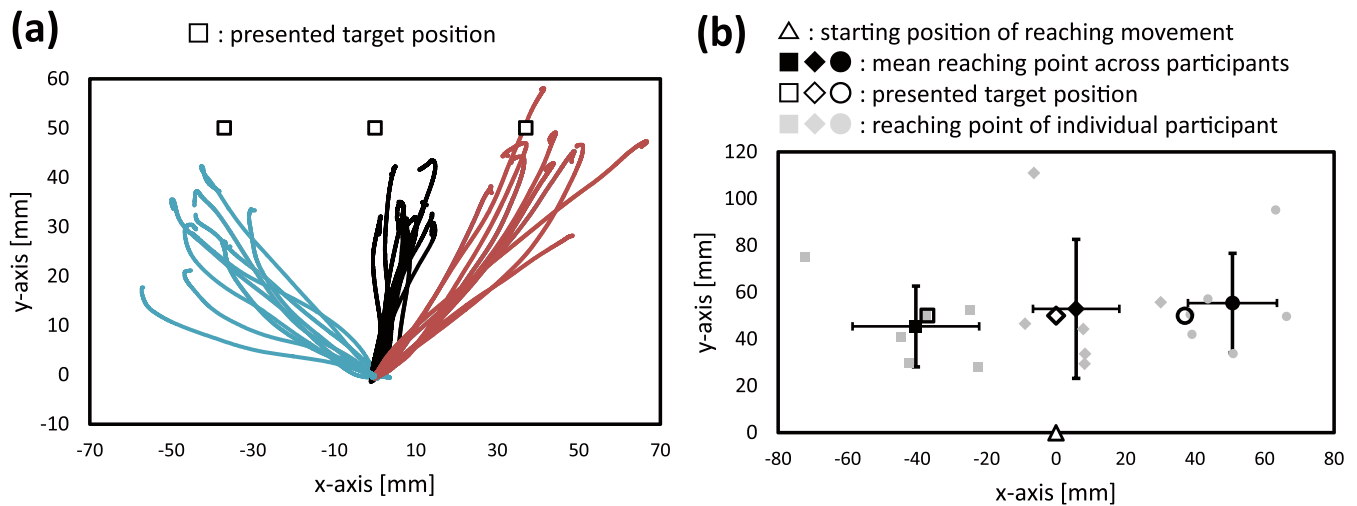 (a)
□ : presented target position
60
50
40
30
20
10
0
-10
y-axis [mm]
-70 -50 -30 -10 10 30 50 70
x-axis [mm]
(b)
△ : starting position of reaching movement
■◆● : mean reaching point across participants
□◇○ : presented target position
■◆● : reaching point of individual participant
120
100
80
60
40
20
0
y-axis [mm]
-80 -60 -40 -20 0 20 40 60 80
x-axis [mm]